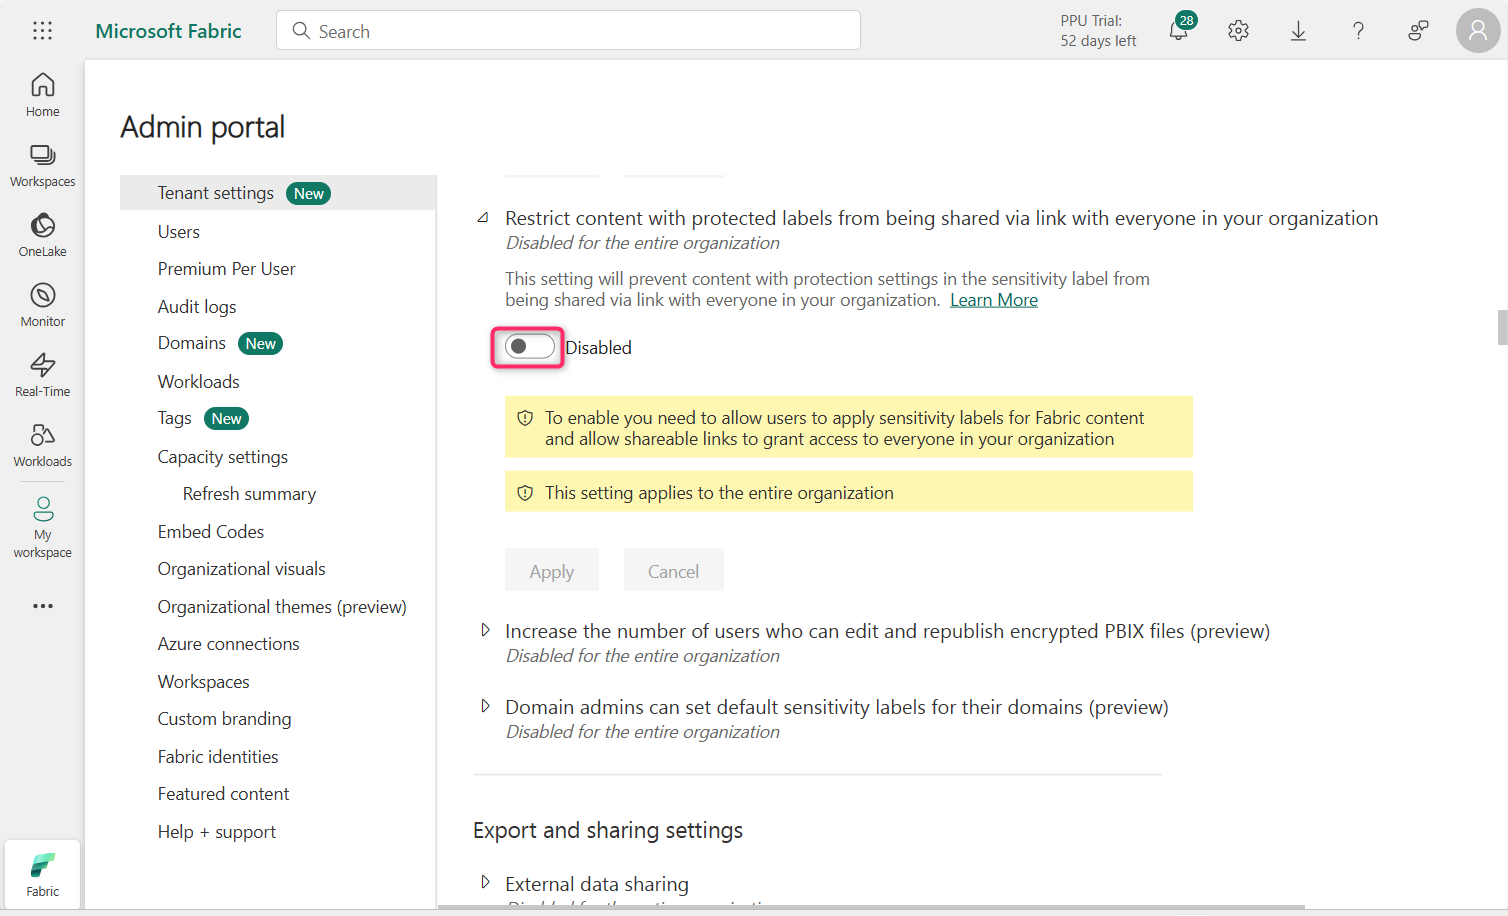 Microsoft Fabric
Search
PPU Trial:
52 days left
28
Home
Workspaces
OneLake
Monitor
Real-Time
Workloads
My
workspace
Fabric
Admin portal
Tenant settings New
Users
Premium Per User
Audit logs
Domains New
Workloads
Tags New
Capacity settings
Refresh summary
Embed Codes
Organizational visuals
Organizational themes (preview)
Azure connections
Workspaces
Custom branding
Fabric identities
Featured content
Help + support
Restrict content with protected labels from being shared via link with everyone in your organization
Disabled for the entire organization
This setting will prevent content with protection settings in the sensitivity label from
being shared via link with everyone in your organization. Learn More
Disabled
To enable you need to allow users to apply sensitivity labels for Fabric content
and allow shareable links to grant access to everyone in your organization
This setting applies to the entire organization
Apply Cancel
Increase the number of users who can edit and republish encrypted PBIX files (preview)
Disabled for the entire organization
Domain admins can set default sensitivity labels for their domains (preview)
Disabled for the entire organization
Export and sharing settings
External data sharing